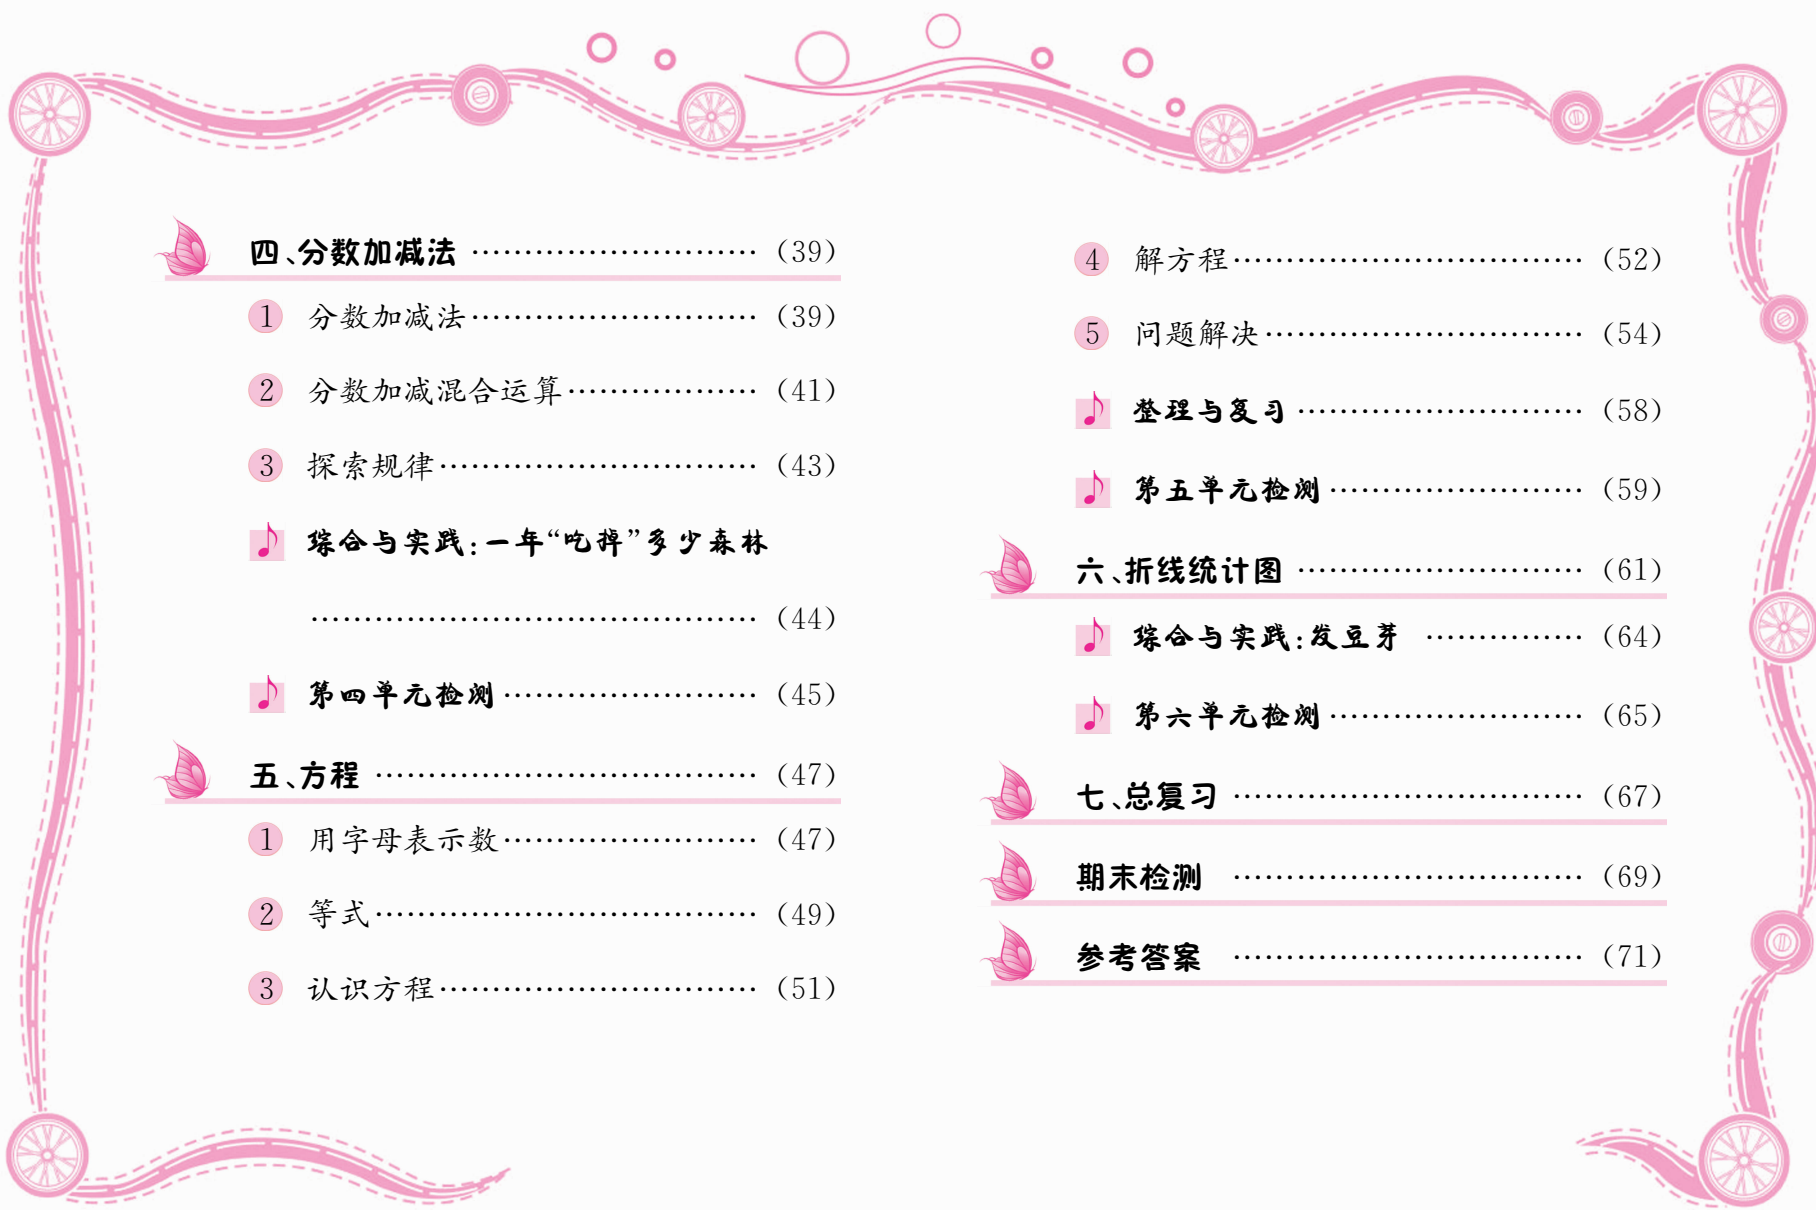 四、分数加减法 ………………………… (39)
1 分数加减法………………………… (39)
2 分数加减混合运算……………… (41)
3 探索规律………………………… (43)
综合与实践:一年“吃掉”多少森林
…………………………………… (44)
第四单元检测…………………… (45)
五、方程 ……………………………… (47)
1 用字母表示数…………………… (47)
2 等式……………………………… (49)
3 认识方程………………………… (51)
4 解方程…………………………… (52)
5 问题解决………………………… (54)
整理与复习 ……………………… (58)
第五单元检测…………………… (59)
六、折线统计图 ……………………… (61)
综合与实践:发豆芽 …………… (64)
第六单元检测…………………… (65)
七、总复习 …………………………… (67)
期末检测 …………………………… (69)
参考答案 …………………………… (71)